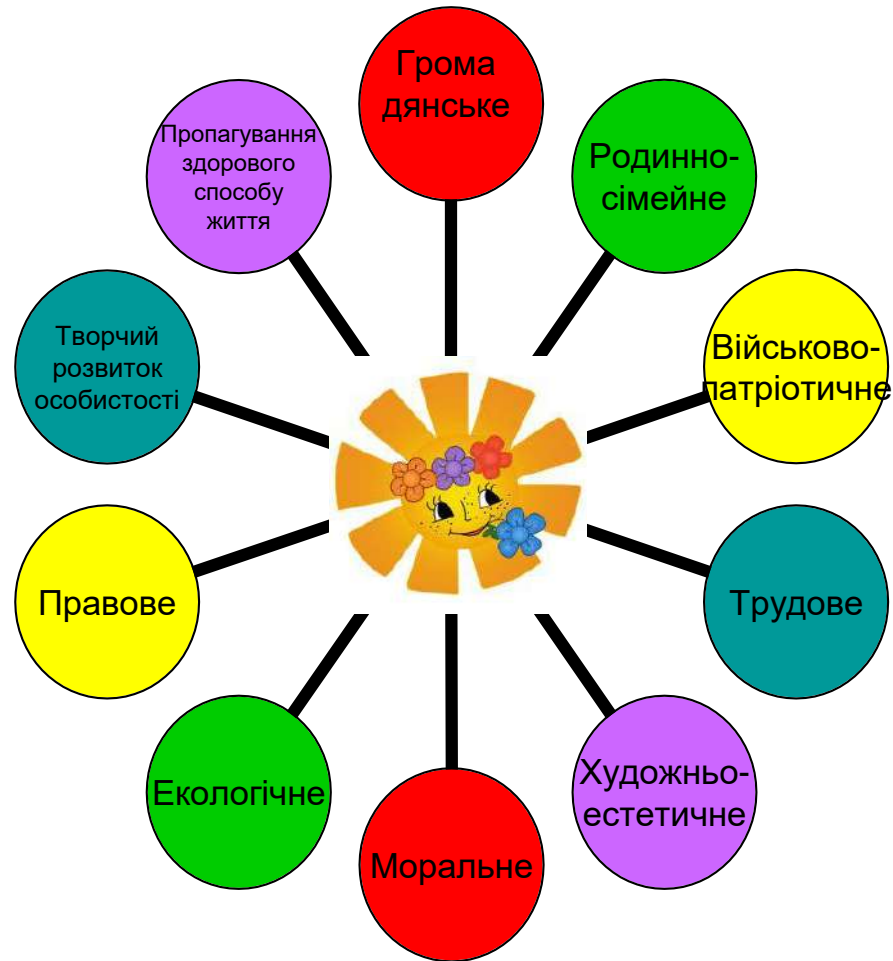 Грома
дянське
Родинно-
сімейне
Військово-
патріотичне
Трудове
Художньо-
естетичне
Моральне
Екологічне
Правове
Творчий
розвиток
особистості
Пропагування
здорового
способу
життя